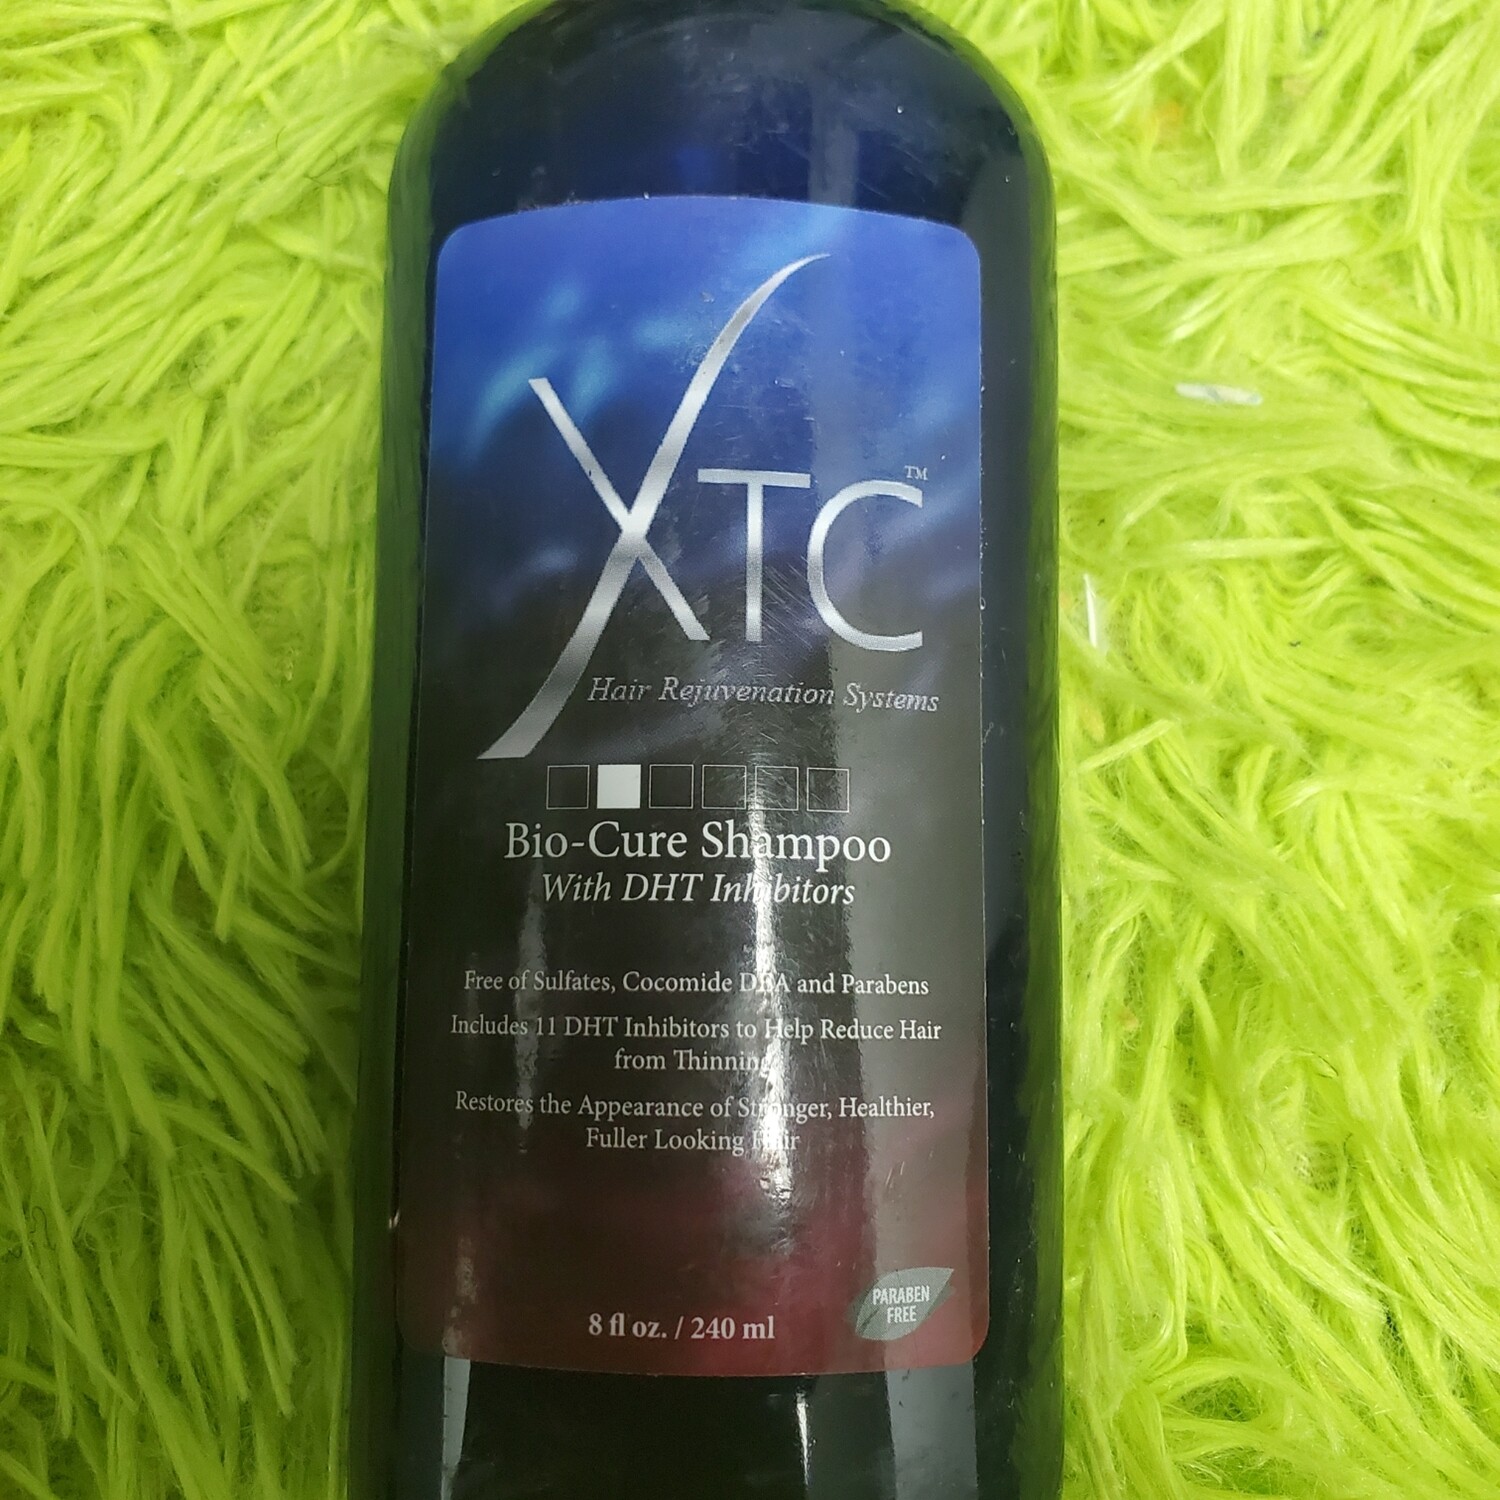 XTC™
Hair Rejuvenation Systems
Bio-Cure Shampoo
With DHT Inhibitors
Free of Sulfates, Cocomide DEA and Parabens
Includes 11 DHT Inhibitors to Help Reduce Hair
from Thinning
Restores the Appearance of Stronger, Healthier,
Fuller Looking Hair
PARABEN
FREE
8 fl oz. / 240 ml